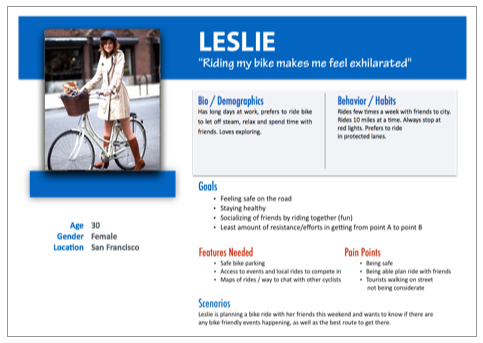 LESLIE
“Riding my bike makes me feel exhilarated”
Bio / Demographics
Has long days at work, prefers to ride bike
to let off steam, relax and spend time with
friends. Loves exploring.
Behavior / Habits
Rides few times a week with friends to city.
Rides 10 miles at a time. Always stop at
red lights. Prefers to ride
in protected lanes.
Goals
• Feeling safe on the road
• Staying healthy
• Socializing of friends by riding together (fun)
• Least amount of resistance/efforts in getting from point A to point B
Age 30
Gender Female
Location San Francisco
Features Needed
• Safe bike parking
• Access to events and local rides to compete in
• Maps of rides / way to chat with other cyclists
Pain Points
• Being safe
• Being able plan ride with friends
• Tourists walking on street
not being considerate
Scenarios
Leslie is planning a bike ride with her friends this weekend and wants to know if there are
any bike friendly events happening, as well as the best route to get there.